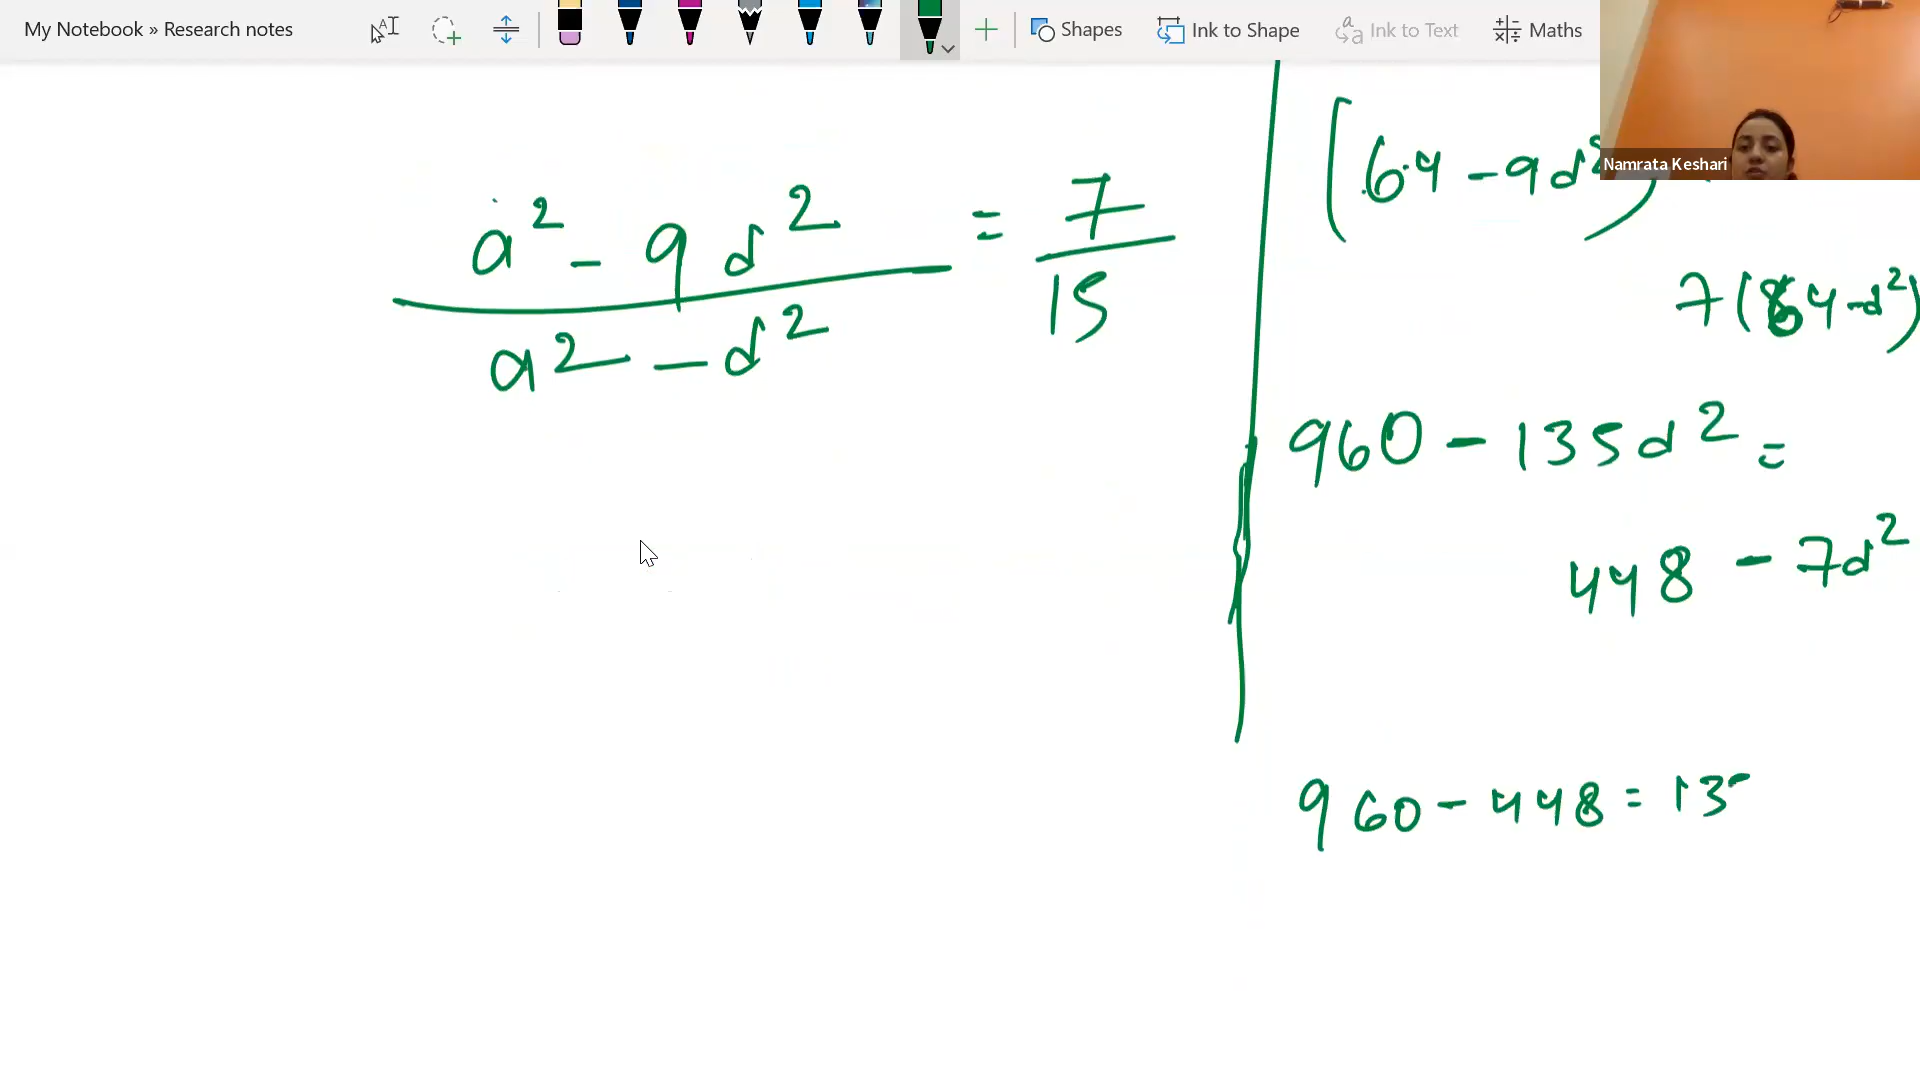 My Notebook » Research notes
Shapes
Ink to Shape
Ink to Text
Maths
Namrata Keshari
a² - 9d² = 7
a² - d² 15
(64 - 9d²)
7(64-d²)
960 - 135d² =
448 - 7d²
960 - 448 = 13